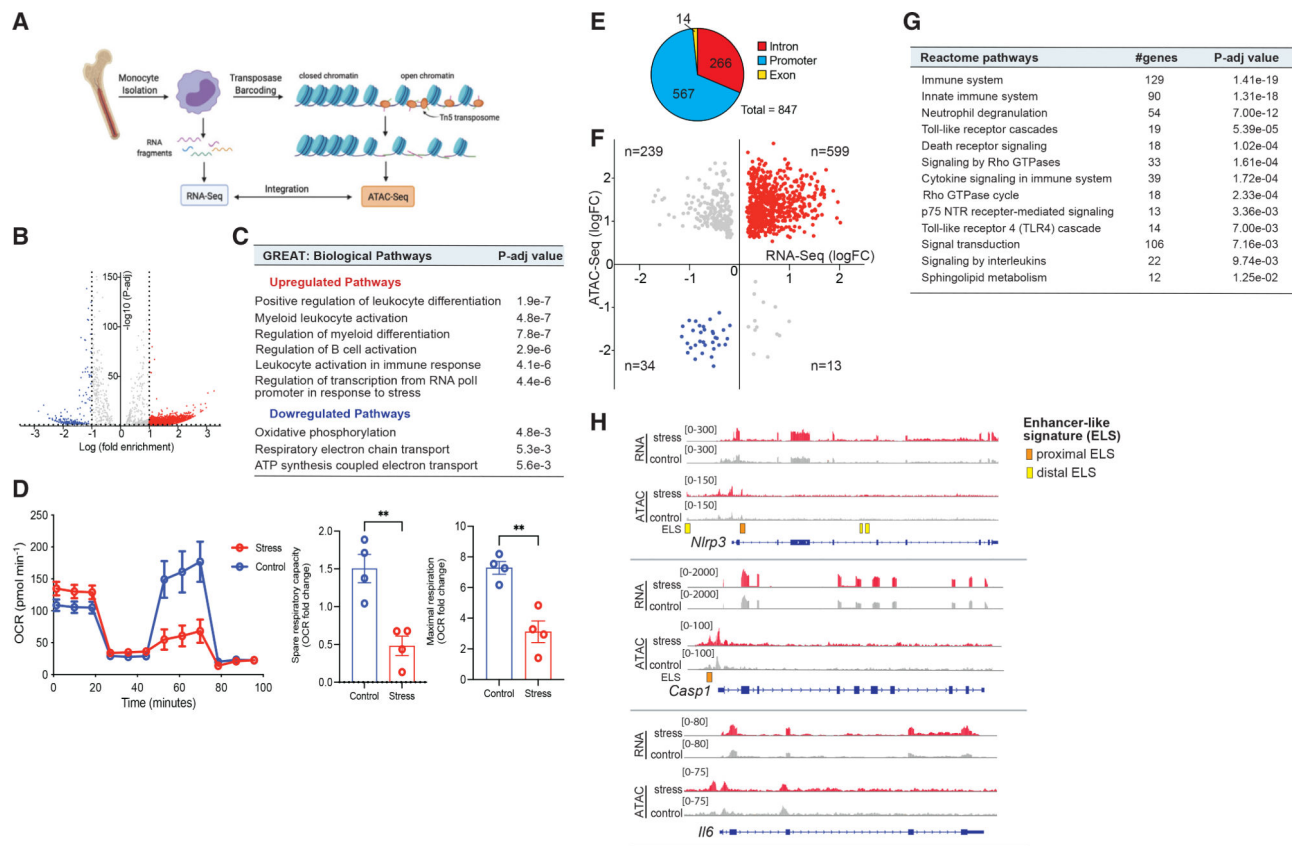 A
Monocyte
Isolation
Transposase
Barcoding
closed chromatin
open chromatin
Tn5 transposome
RNA
fragments
RNA-Seq
Integration
ATAC-Seq
B
-log10 (P-adj)
150
100
50
-3 -2 -1 0 1 2 3
Log (fold enrichment)
C
GREAT: Biological Pathways P-adj value
Upregulated Pathways
Positive regulation of leukocyte differentiation 1.9e-7
Myeloid leukocyte activation 4.8e-7
Regulation of myeloid differentiation 7.8e-7
Regulation of B cell activation 2.9e-6
Leukocyte activation in immune response 4.1e-6
Regulation of transcription from RNA poll
promoter in response to stress 4.4e-6
Dowregulated Pathways
Oxidative phosphorylation 4.8e-3
Respiratory electron chain transport 5.3e-3
ATP synthesis coupled electron transport 5.6e-3
D
OCR (pmol min-1)
250
200
150
100
50
0
0 20 40 60 80 100
Time (minutes)
Stress
Control
Spare respiratory capacity
(OCR fold change)
2.0
1.5
1.0
0.5
0.0
**
Control Stress
Maximal respiration
(OCR fold change)
10
8
6
4
2
0
**
Control Stress
E
14
266
567
Intron
Promoter
Exon
Total = 847
F
n=239 n=599
ATAC-Seq (logFC)
2
1
0
-1
-2
RNA-Seq (logFC)
-2 -1 0 1 2
n=34 n=13
G
Reactome pathways #genes P-adj value
Immune system 129 1.41e-19
Innate immune system 90 1.31e-18
Neutrophil degranulation 54 7.00e-12
Toll-like receptor cascades 19 5.39e-05
Death receptor signaling 18 1.02e-04
Signaling by Rho GTPases 33 1.61e-04
Cytokine signaling in immune system 39 1.72e-04
Rho GTPase cycle 18 2.33e-04
p75 NTR recepter-mediated signaling 13 3.36e-03
Toll-like receptor 4 (TLR4) cascade 14 7.00e-03
Signal transduction 106 7.16e-03
Signaling by interleukins 22 9.74e-03
Sphingolipid metabolism 12 1.25e-02
H
Enhancer-like
signature (ELS)
proximal ELS
distal ELS
RNA
stress [0-300]
control [0-300]
ATAC
stress [0-150]
control [0-150]
ELS
Nlrp3
RNA
stress [0-2000]
control [0-2000]
ATAC
stress [0-100]
control [0-100]
ELS
Casp1
RNA
stress [0-80]
control [0-80]
ATAC
stress [0-75]
control [0-75]
Il6